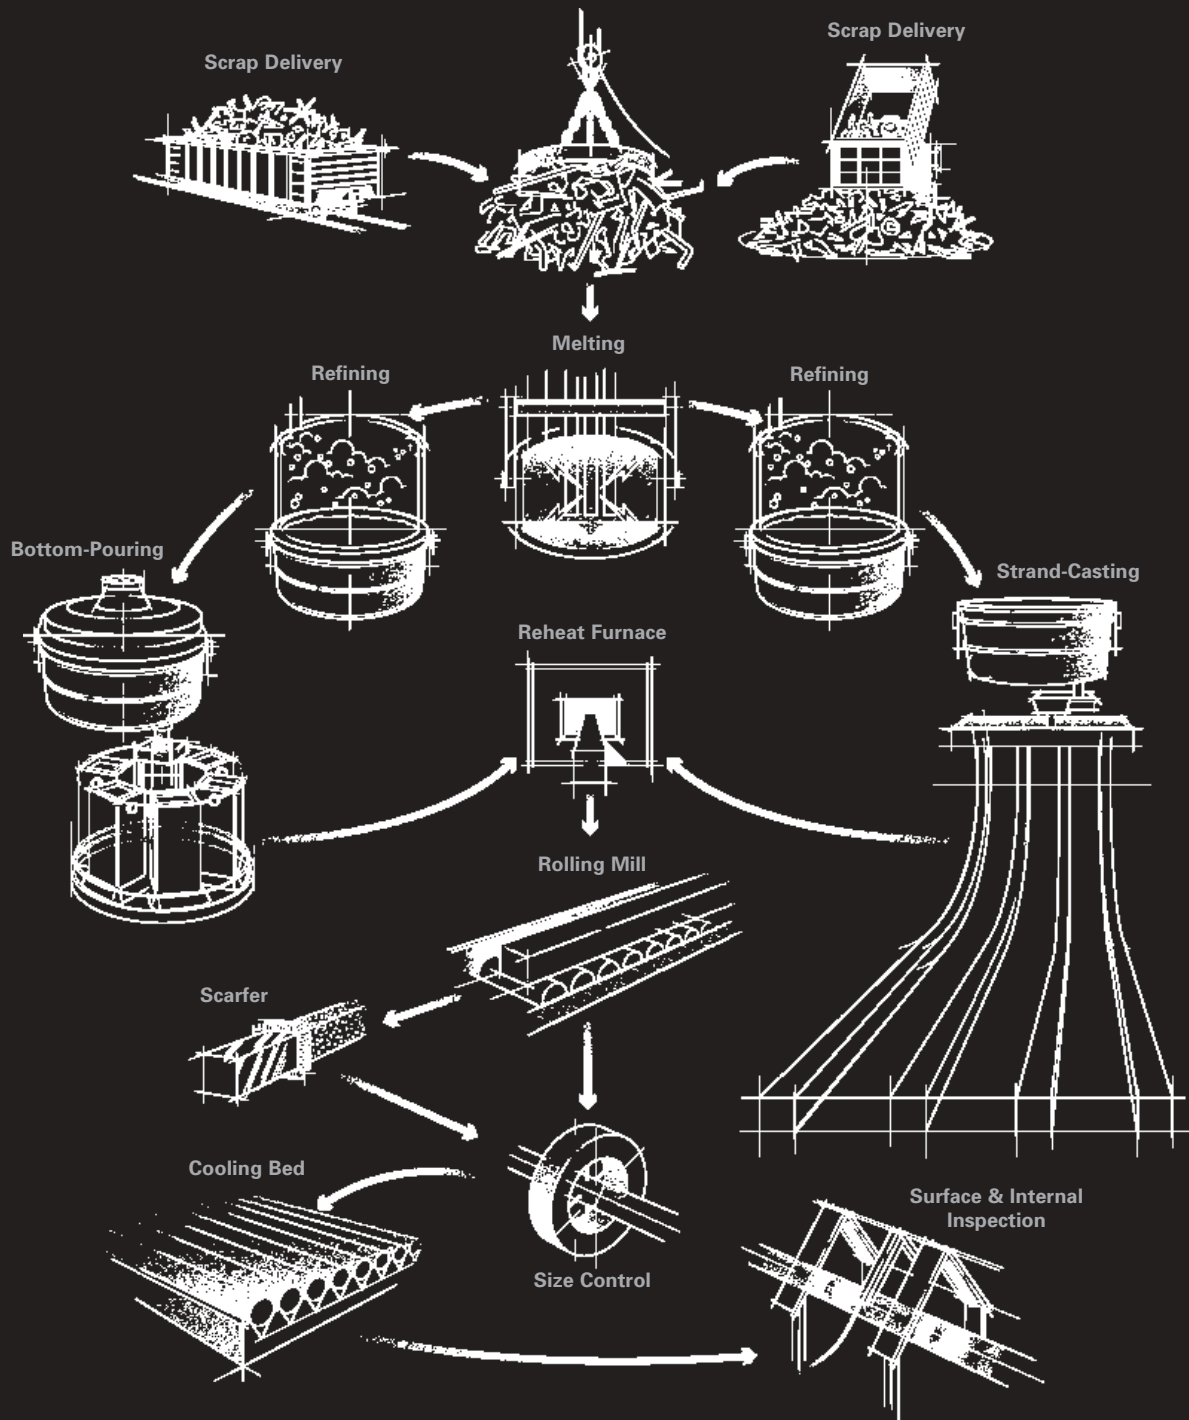 Scrap Delivery
Scrap Delivery
Melting
Refining
Refining
Bottom-Pouring
Strand-Casting
Reheat Furnace
Rolling Mill
Scarfer
Cooling Bed
Surface & Internal
Inspection
Size Control